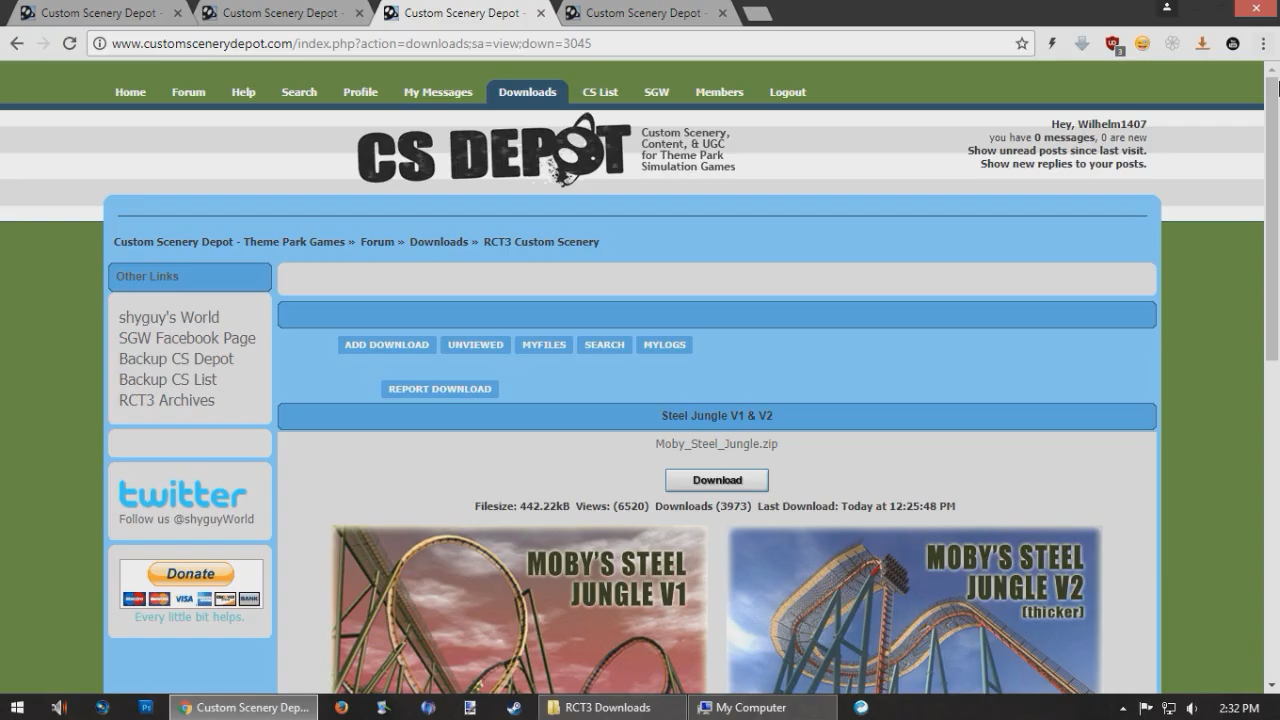 Custom Scenery Depot -
Custom Scenery Depot -
Custom Scenery Depot -
Custom Scenery Depot -
www.customscenerydepot.com/index.php?action=downloads;sa=view;down=3045
3
Home Forum Help Search Profile My Messages Downloads CS List SGW Members Logout
CS DEPOT
Custom Scenery,
Content, & UGC
for Theme Park
Simulation Games
Hey, Wilhelm1407
you have 0 messages, 0 are new
Show unread posts since last visit.
Show new replies to your posts.
Custom Scenery Depot - Theme Park Games » Forum » Downloads » RCT3 Custom Scenery
Other Links
shyguy's World
SGW Facebook Page
Backup CS Depot
Backup CS List
RCT3 Archives
twitter
Follow us @shyguyWorld
Donate
VISA BANK
Every little bit helps.
ADD DOWNLOAD UNVIEWED MYFILES SEARCH MYLOGS
REPORT DOWNLOAD
Steel Jungle V1 & V2
Moby_Steel_Jungle.zip
Download
Filesize: 442.22kB Views: (6520) Downloads (3973) Last Download: Today at 12:25:48 PM
MOBY'S STEEL
JUNGLE V1
MOBY'S STEEL
JUNGLE V2
(thicker)
Custom Scenery Dep... RCT3 Downloads My Computer 2:32 PM